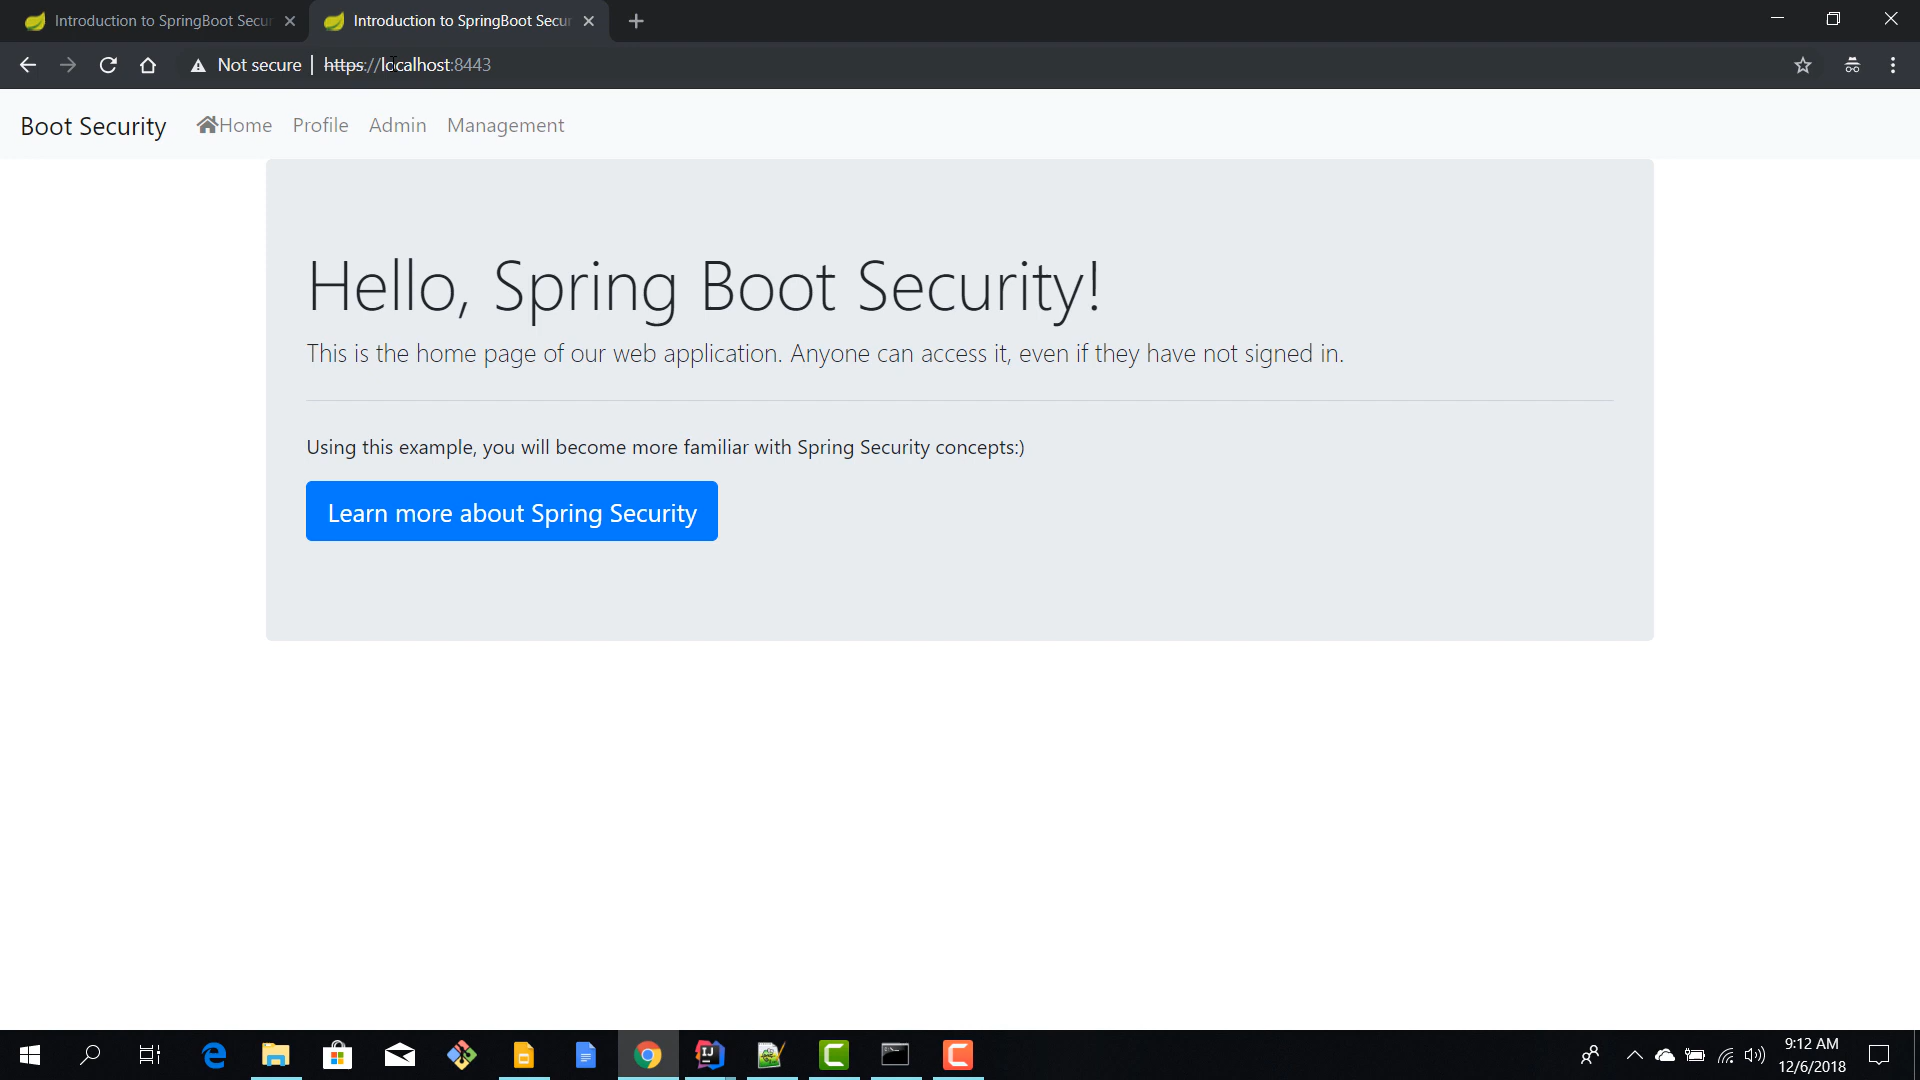 Introduction to SpringBoot Secur
Introduction to SpringBoot Secur
Not secure | https://localhost:8443
Boot Security
Home Profile Admin Management
Hello, Spring Boot Security!
This is the home page of our web application. Anyone can access it, even if they have not signed in.
Using this example, you will become more familiar with Spring Security concepts:)
Learn more about Spring Security
9:12 AM
12/6/2018